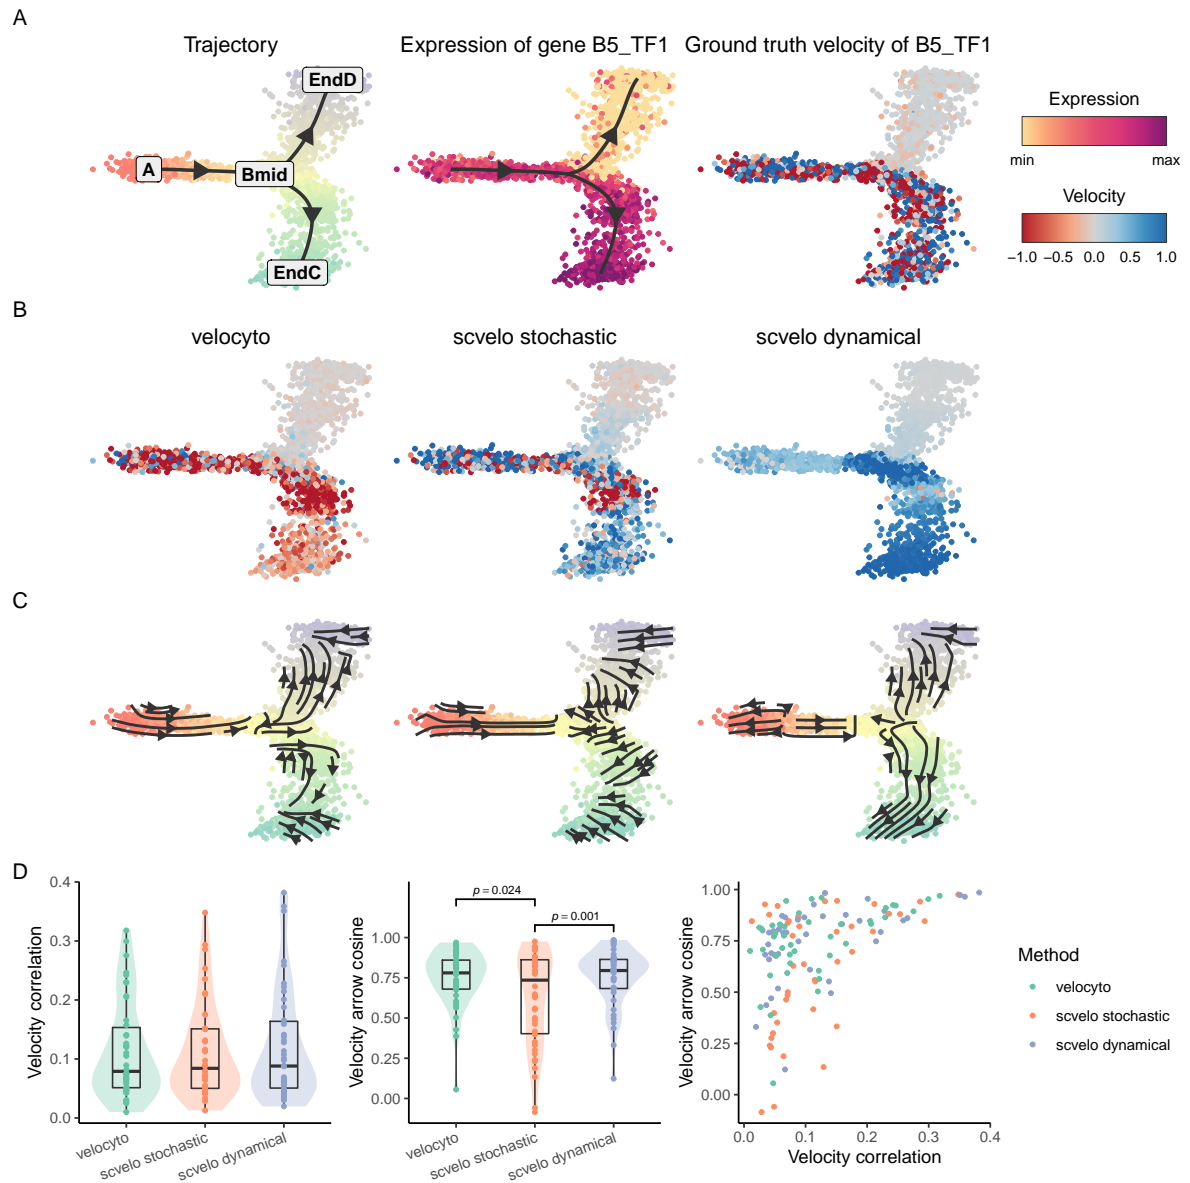 A
Trajectory
Expression of gene B5_TF1
Ground truth velocity of B5_TF1
EndD
A
Bmid
EndC
Expression
min
max
Velocity
−1.0 −0.5 0.0 0.5 1.0
B
velocyto
scvelo stochastic
scvelo dynamical
C
D
Velocity correlation
0.4
0.3
0.2
0.1
0.0
velocyto
scvelo stochastic
scvelo dynamical
Velocity arrow cosine
1.00
0.75
0.50
0.25
0.00
p = 0.024
p = 0.001
velocyto
scvelo stochastic
scvelo dynamical
Velocity arrow cosine
1.00
0.75
0.50
0.25
0.00
0.0 0.1 0.2 0.3 0.4
Velocity correlation
Method
velocyto
scvelo stochastic
scvelo dynamical